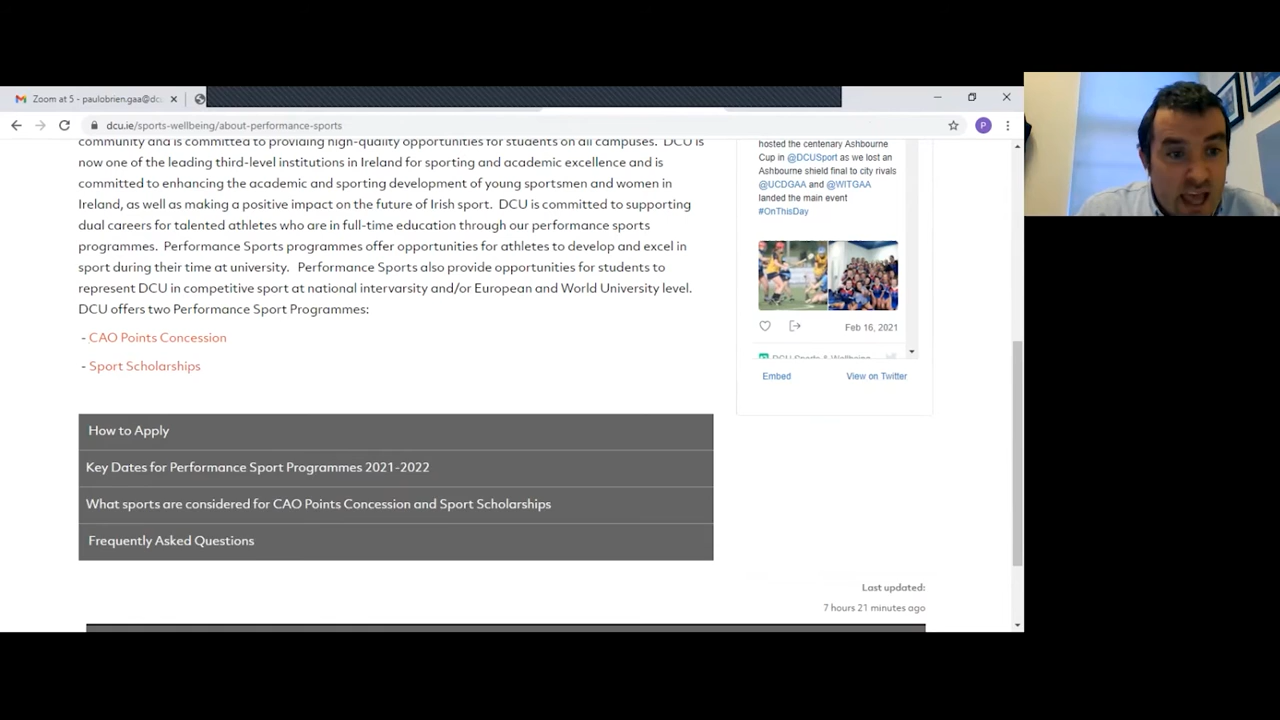 Zoom at 5 - paulobrien.gaa@dcu
dcu.ie/sports-wellbeing/about-performance-sports
P
community and is committed to providing high-quality opportunities for students on all campuses. DCU is
now one of the leading third-level institutions in Ireland for sporting and academic excellence and is
committed to enhancing the academic and sporting development of young sportsmen and women in
Ireland, as well as making a positive impact on the future of Irish sport. DCU is committed to supporting
dual careers for talented athletes who are in full-time education through our performance sports
programmes. Performance Sports programmes offer opportunities for athletes to develop and excel in
sport during their time at university. Performance Sports also provide opportunities for students to
represent DCU in competitive sport at national intervarsity and/or European and World University level.
DCU offers two Performance Sport Programmes:
- CAO Points Concession
- Sport Scholarships
How to Apply
Key Dates for Performance Sport Programmes 2021-2022
What sports are considered for CAO Points Concession and Sport Scholarships
Frequently Asked Questions
hosted the centenary Ashbourne
Cup in @DCUSport as we lost an
Ashbourne shield final to city rivals
@UCDGAA and @WITGAA
landed the main event
#OnThisDay
Feb 16, 2021
DCU Sports & Wellbeing
Embed
View on Twitter
Last updated:
7 hours 21 minutes ago